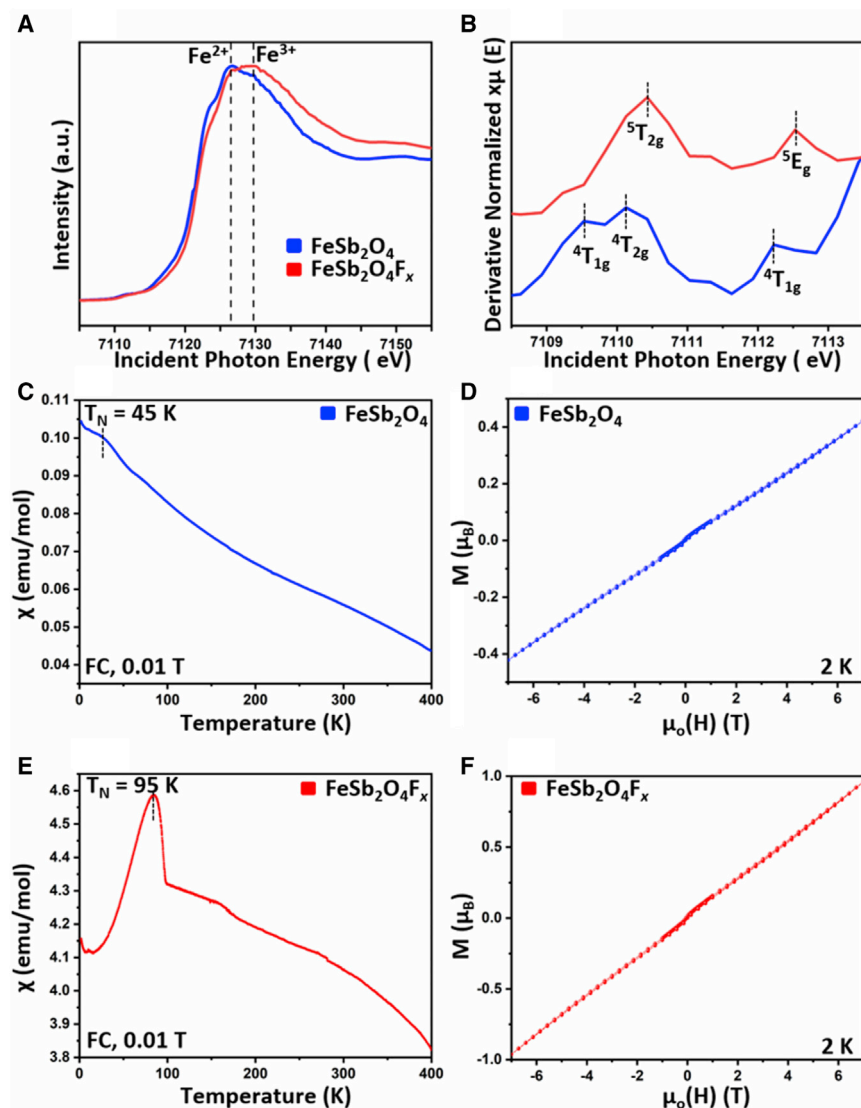 A
Fe²⁺ Fe³⁺
Intensity (a.u.)
FeSb₂O₄
FeSb₂O₄Fₓ
7110 7120 7130 7140 7150
Incident Photon Energy ( eV)
B
Derivative Normalized xμ (E)
⁵T₂g
⁵Eg
⁴T₁g
⁴T₂g
⁴T₁g
7109 7110 7111 7112 7113
Incident Photon Energy ( eV)
C
T_N = 45 K
FeSb₂O₄
χ (emu/mol)
0.11
0.10
0.09
0.08
0.07
0.06
0.05
0.04
FC, 0.01 T
0 100 200 300 400
Temperature (K)
D
FeSb₂O₄
M (μ_B)
0.4
0.2
0.0
-0.2
-0.4
2 K
-6 -4 -2 0 2 4 6
μₒ(H) (T)
E
T_N = 95 K
FeSb₂O₄Fₓ
χ (emu/mol)
4.6
4.5
4.4
4.3
4.2
4.1
4.0
3.9
3.8
FC, 0.01 T
0 100 200 300 400
Temperature (K)
F
FeSb₂O₄Fₓ
M (μ_B)
1.0
0.5
0.0
-0.5
-1.0
2 K
-6 -4 -2 0 2 4 6
μₒ(H) (T)